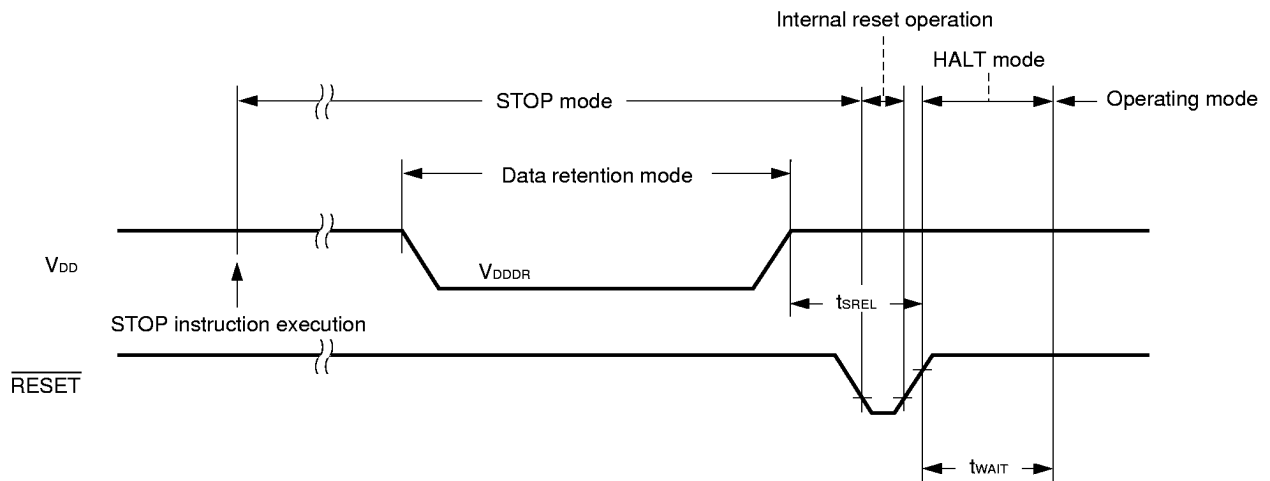 Internal reset operation
HALT mode
STOP mode
Operating mode
Data retention mode
VDD
VDDDR
tSREL
STOP instruction execution
RESET
tWAIT